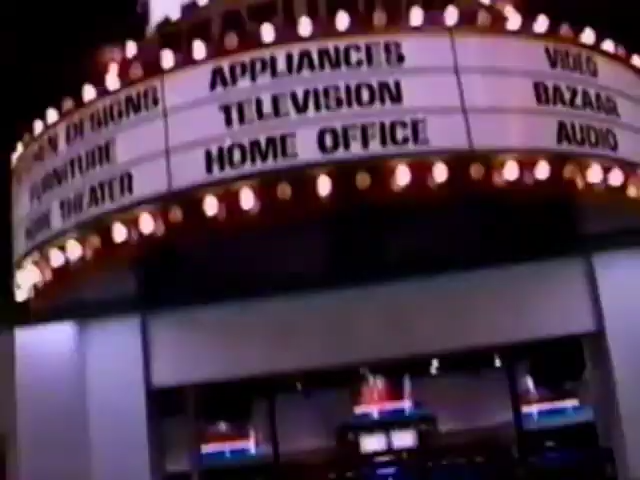 DESIGNS
FURNITURE
THEATER
APPLIANCES
TELEVISION
HOME OFFICE
VIDEO
BAZAAR
AUDIO